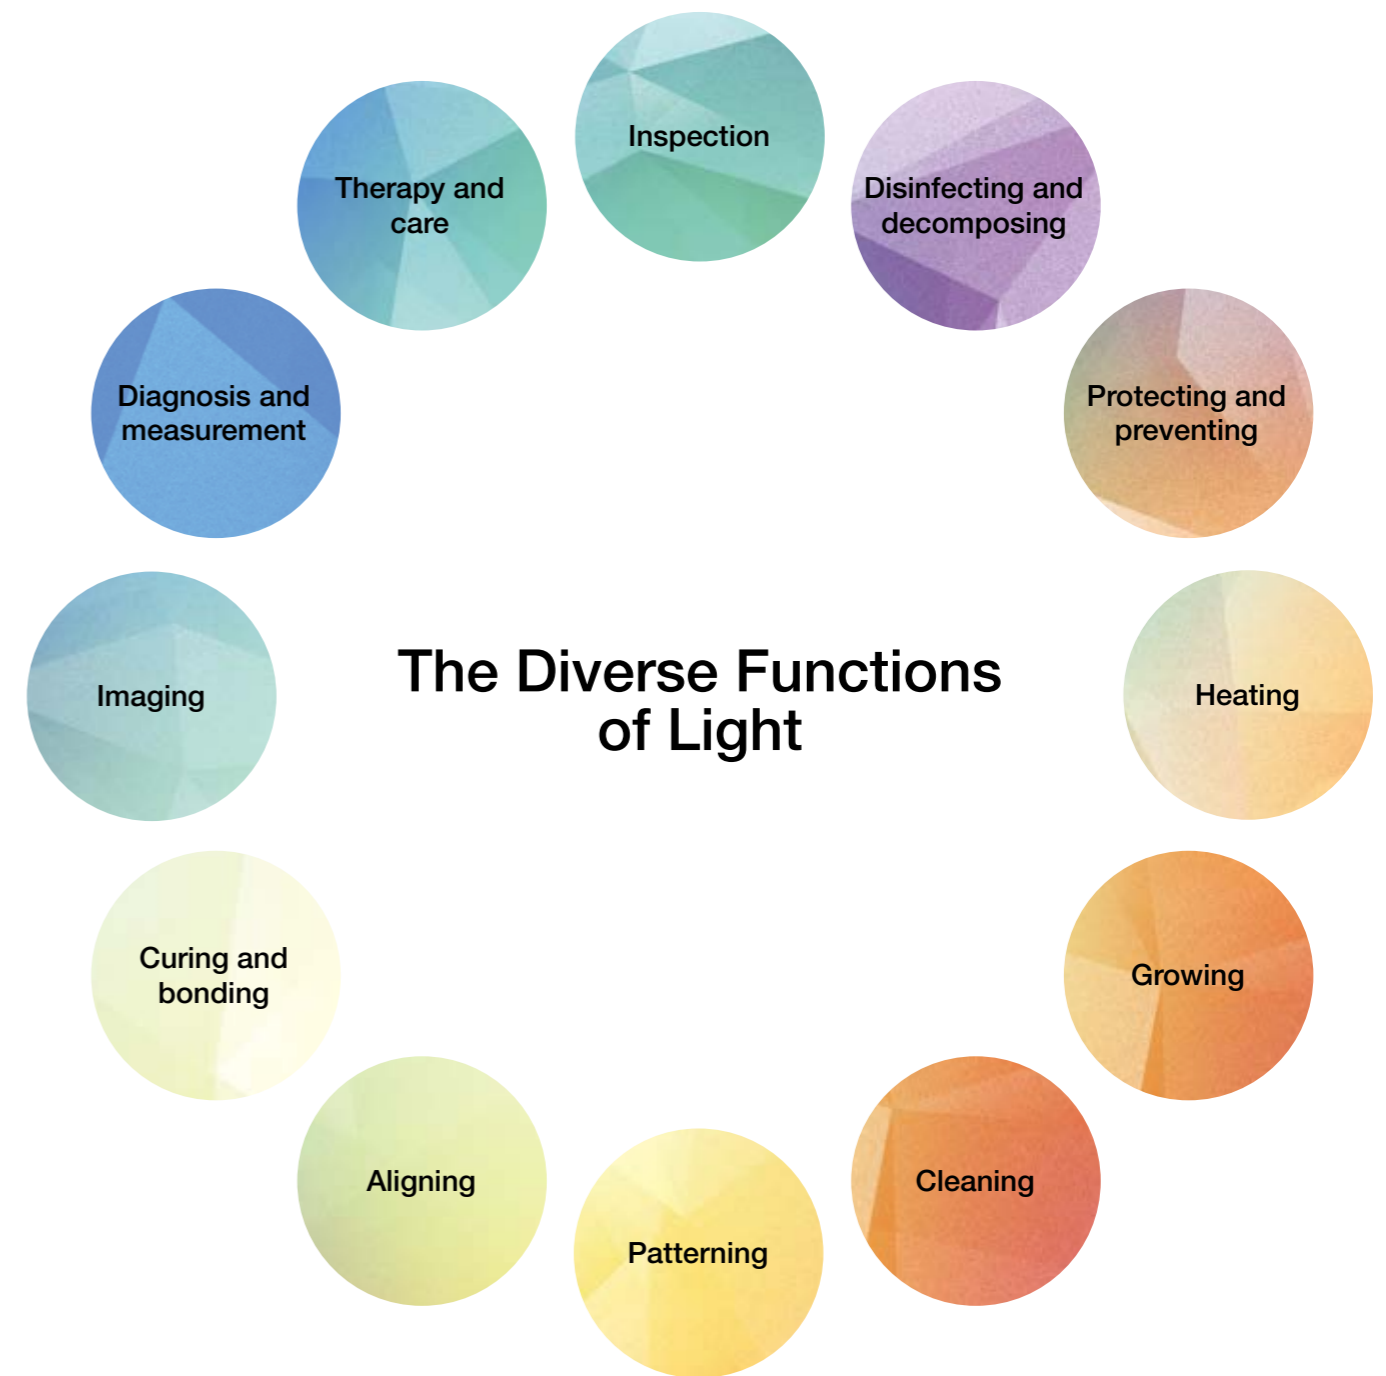 Inspection
Disinfecting and
decomposing
Protecting and
preventing
Heating
Growing
Cleaning
Patterning
Aligning
Curing and
bonding
Imaging
Diagnosis and
measurement
Therapy and
care
The Diverse Functions
of Light